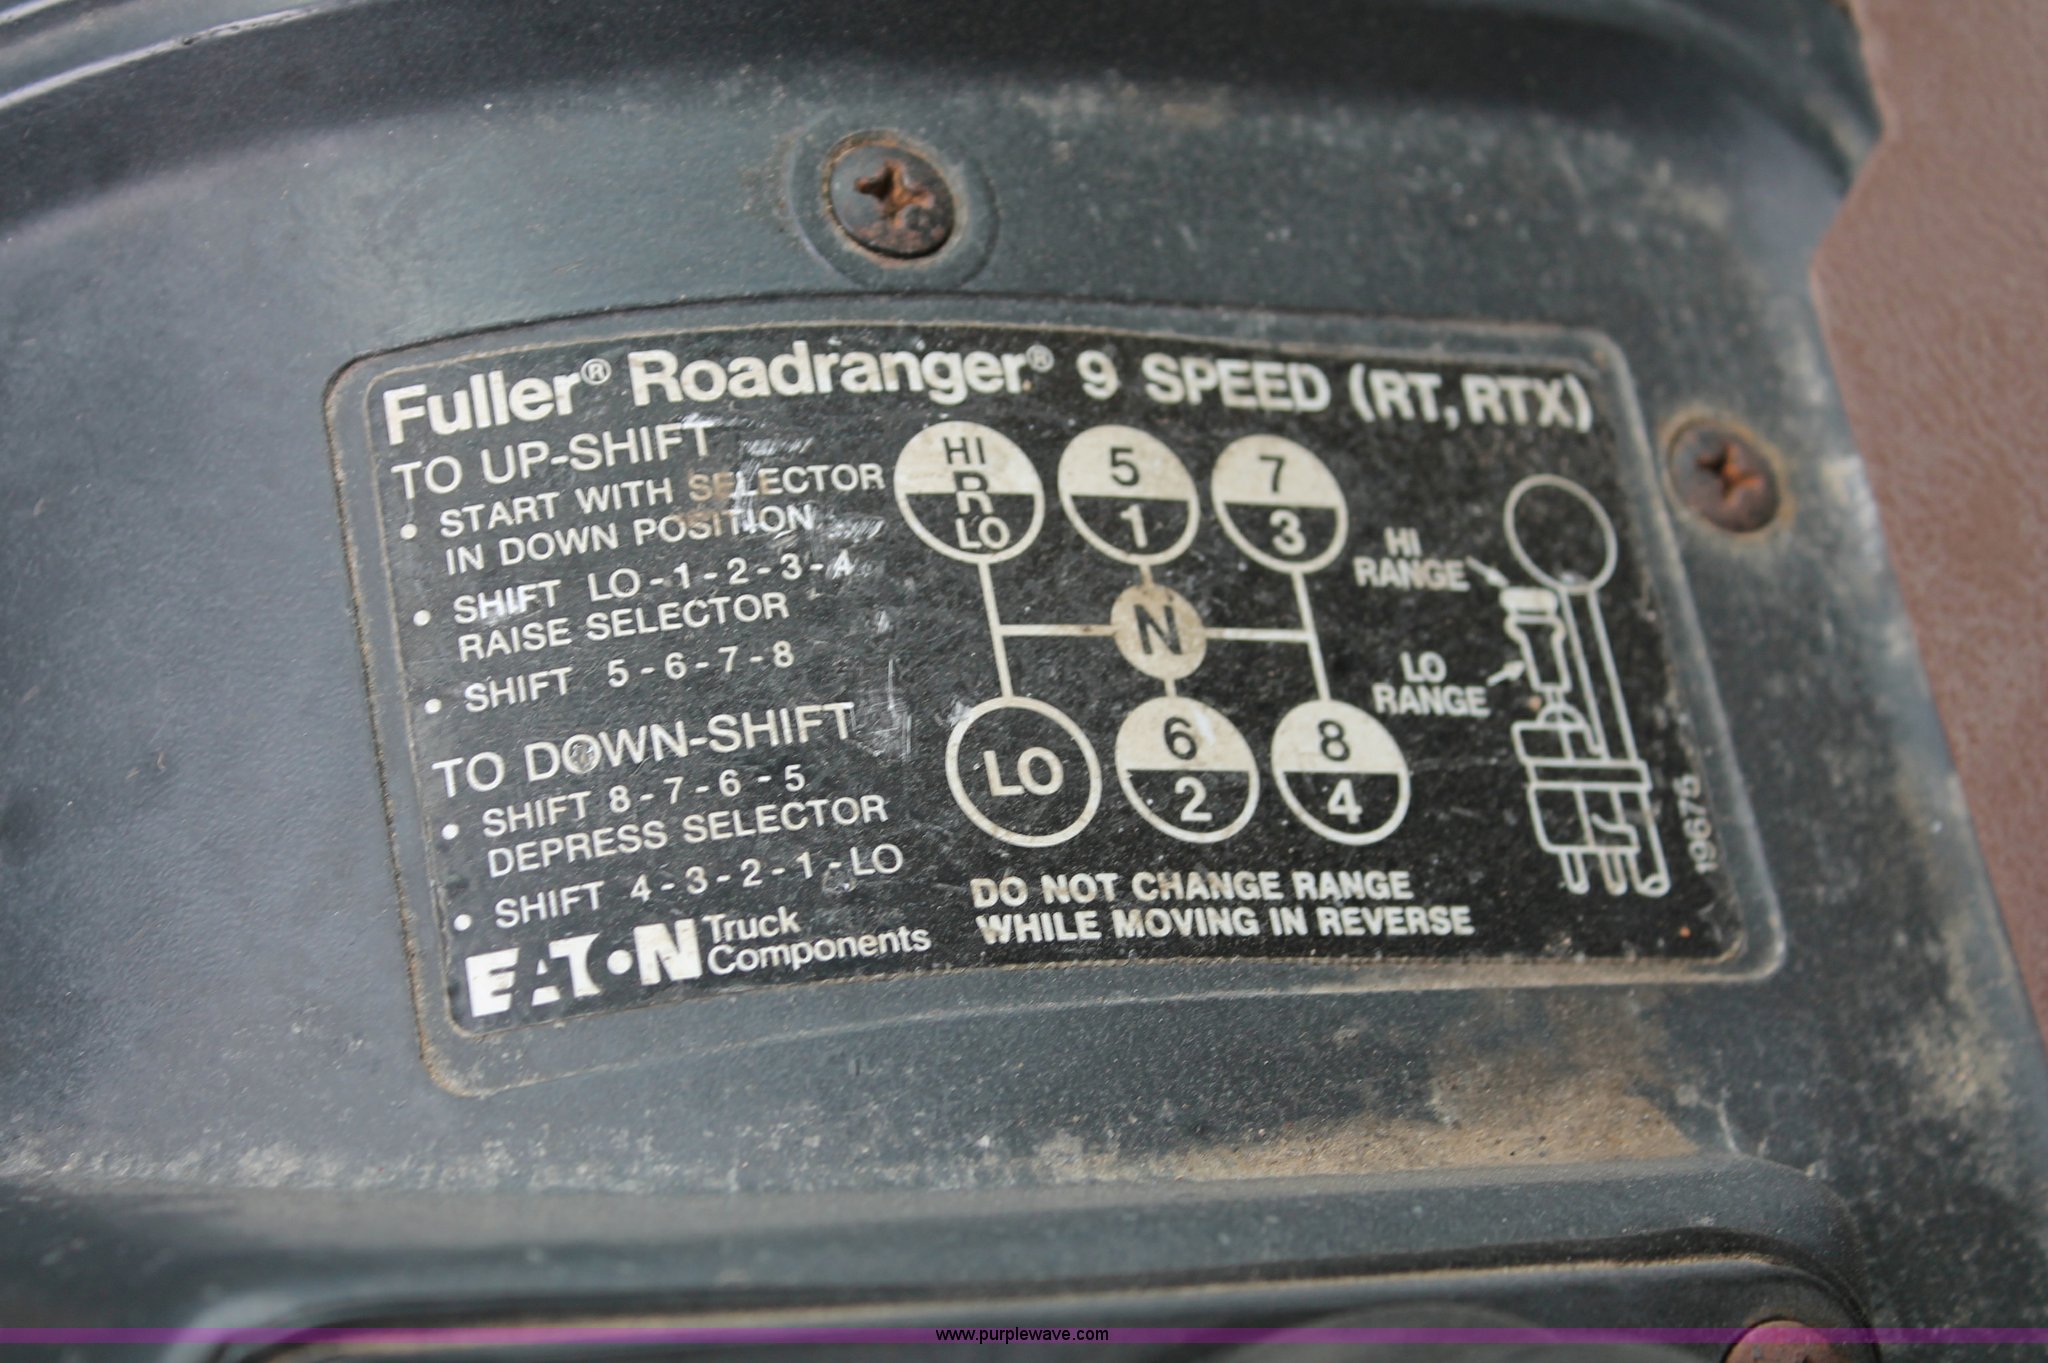 Fuller® Roadranger® 9 SPEED (RT, RTX)
TO UP-SHIFT
• START WITH SELECTOR
IN DOWN POSITION
• SHIFT LO-1-2-3-4
RAISE SELECTOR
• SHIFT 5-6-7-8
TO DOWN-SHIFT
• SHIFT 8-7-6-5
DEPRESS SELECTOR
• SHIFT 4-3-2-1-LO
EATON Truck
Components
HI
R
LO
5
1
7
3
N
LO
6
2
8
4
HI
RANGE
LO
RANGE
DO NOT CHANGE RANGE
WHILE MOVING IN REVERSE
19675
www.purplewave.com